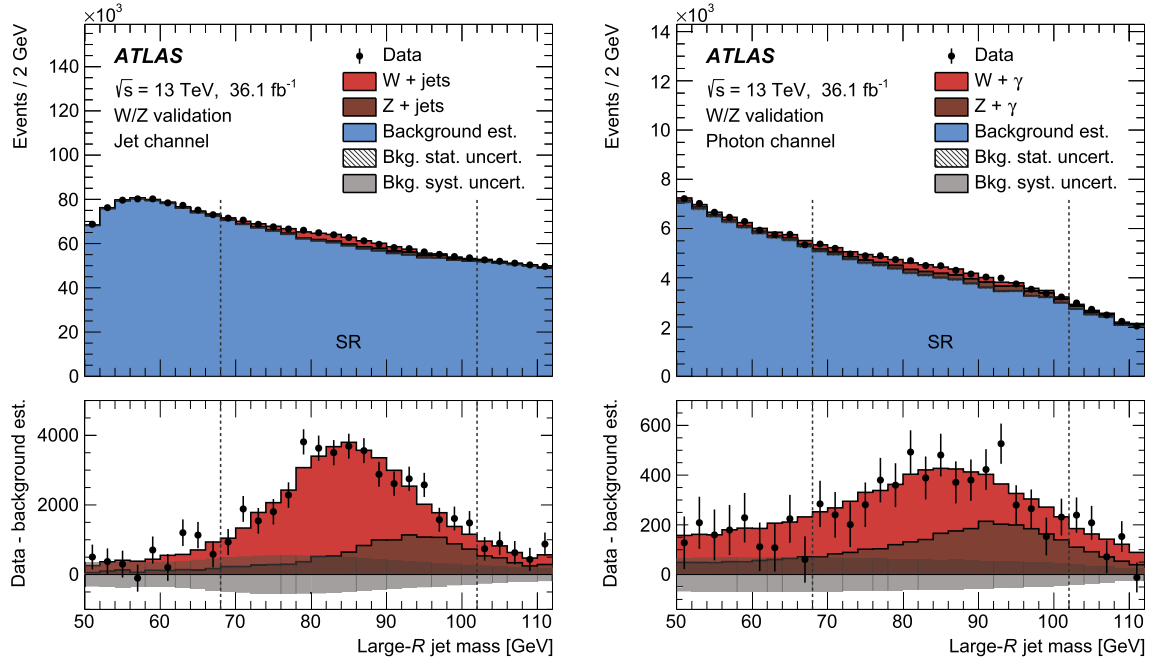 ×10³
Events / 2 GeV
140
120
100
80
60
40
20
0
ATLAS
√s = 13 TeV, 36.1 fb⁻¹
W/Z validation
Jet channel
Data
W + jets
Z + jets
Background est.
Bkg. stat. uncert.
Bkg. syst. uncert.
SR
Data - background est.
4000
2000
0
50 60 70 80 90 100 110
Large-R jet mass [GeV]
×10³
Events / 2 GeV
14
12
10
8
6
4
2
0
ATLAS
√s = 13 TeV, 36.1 fb⁻¹
W/Z validation
Photon channel
Data
W + γ
Z + γ
Background est.
Bkg. stat. uncert.
Bkg. syst. uncert.
SR
Data - background est.
600
400
200
0
50 60 70 80 90 100 110
Large-R jet mass [GeV]